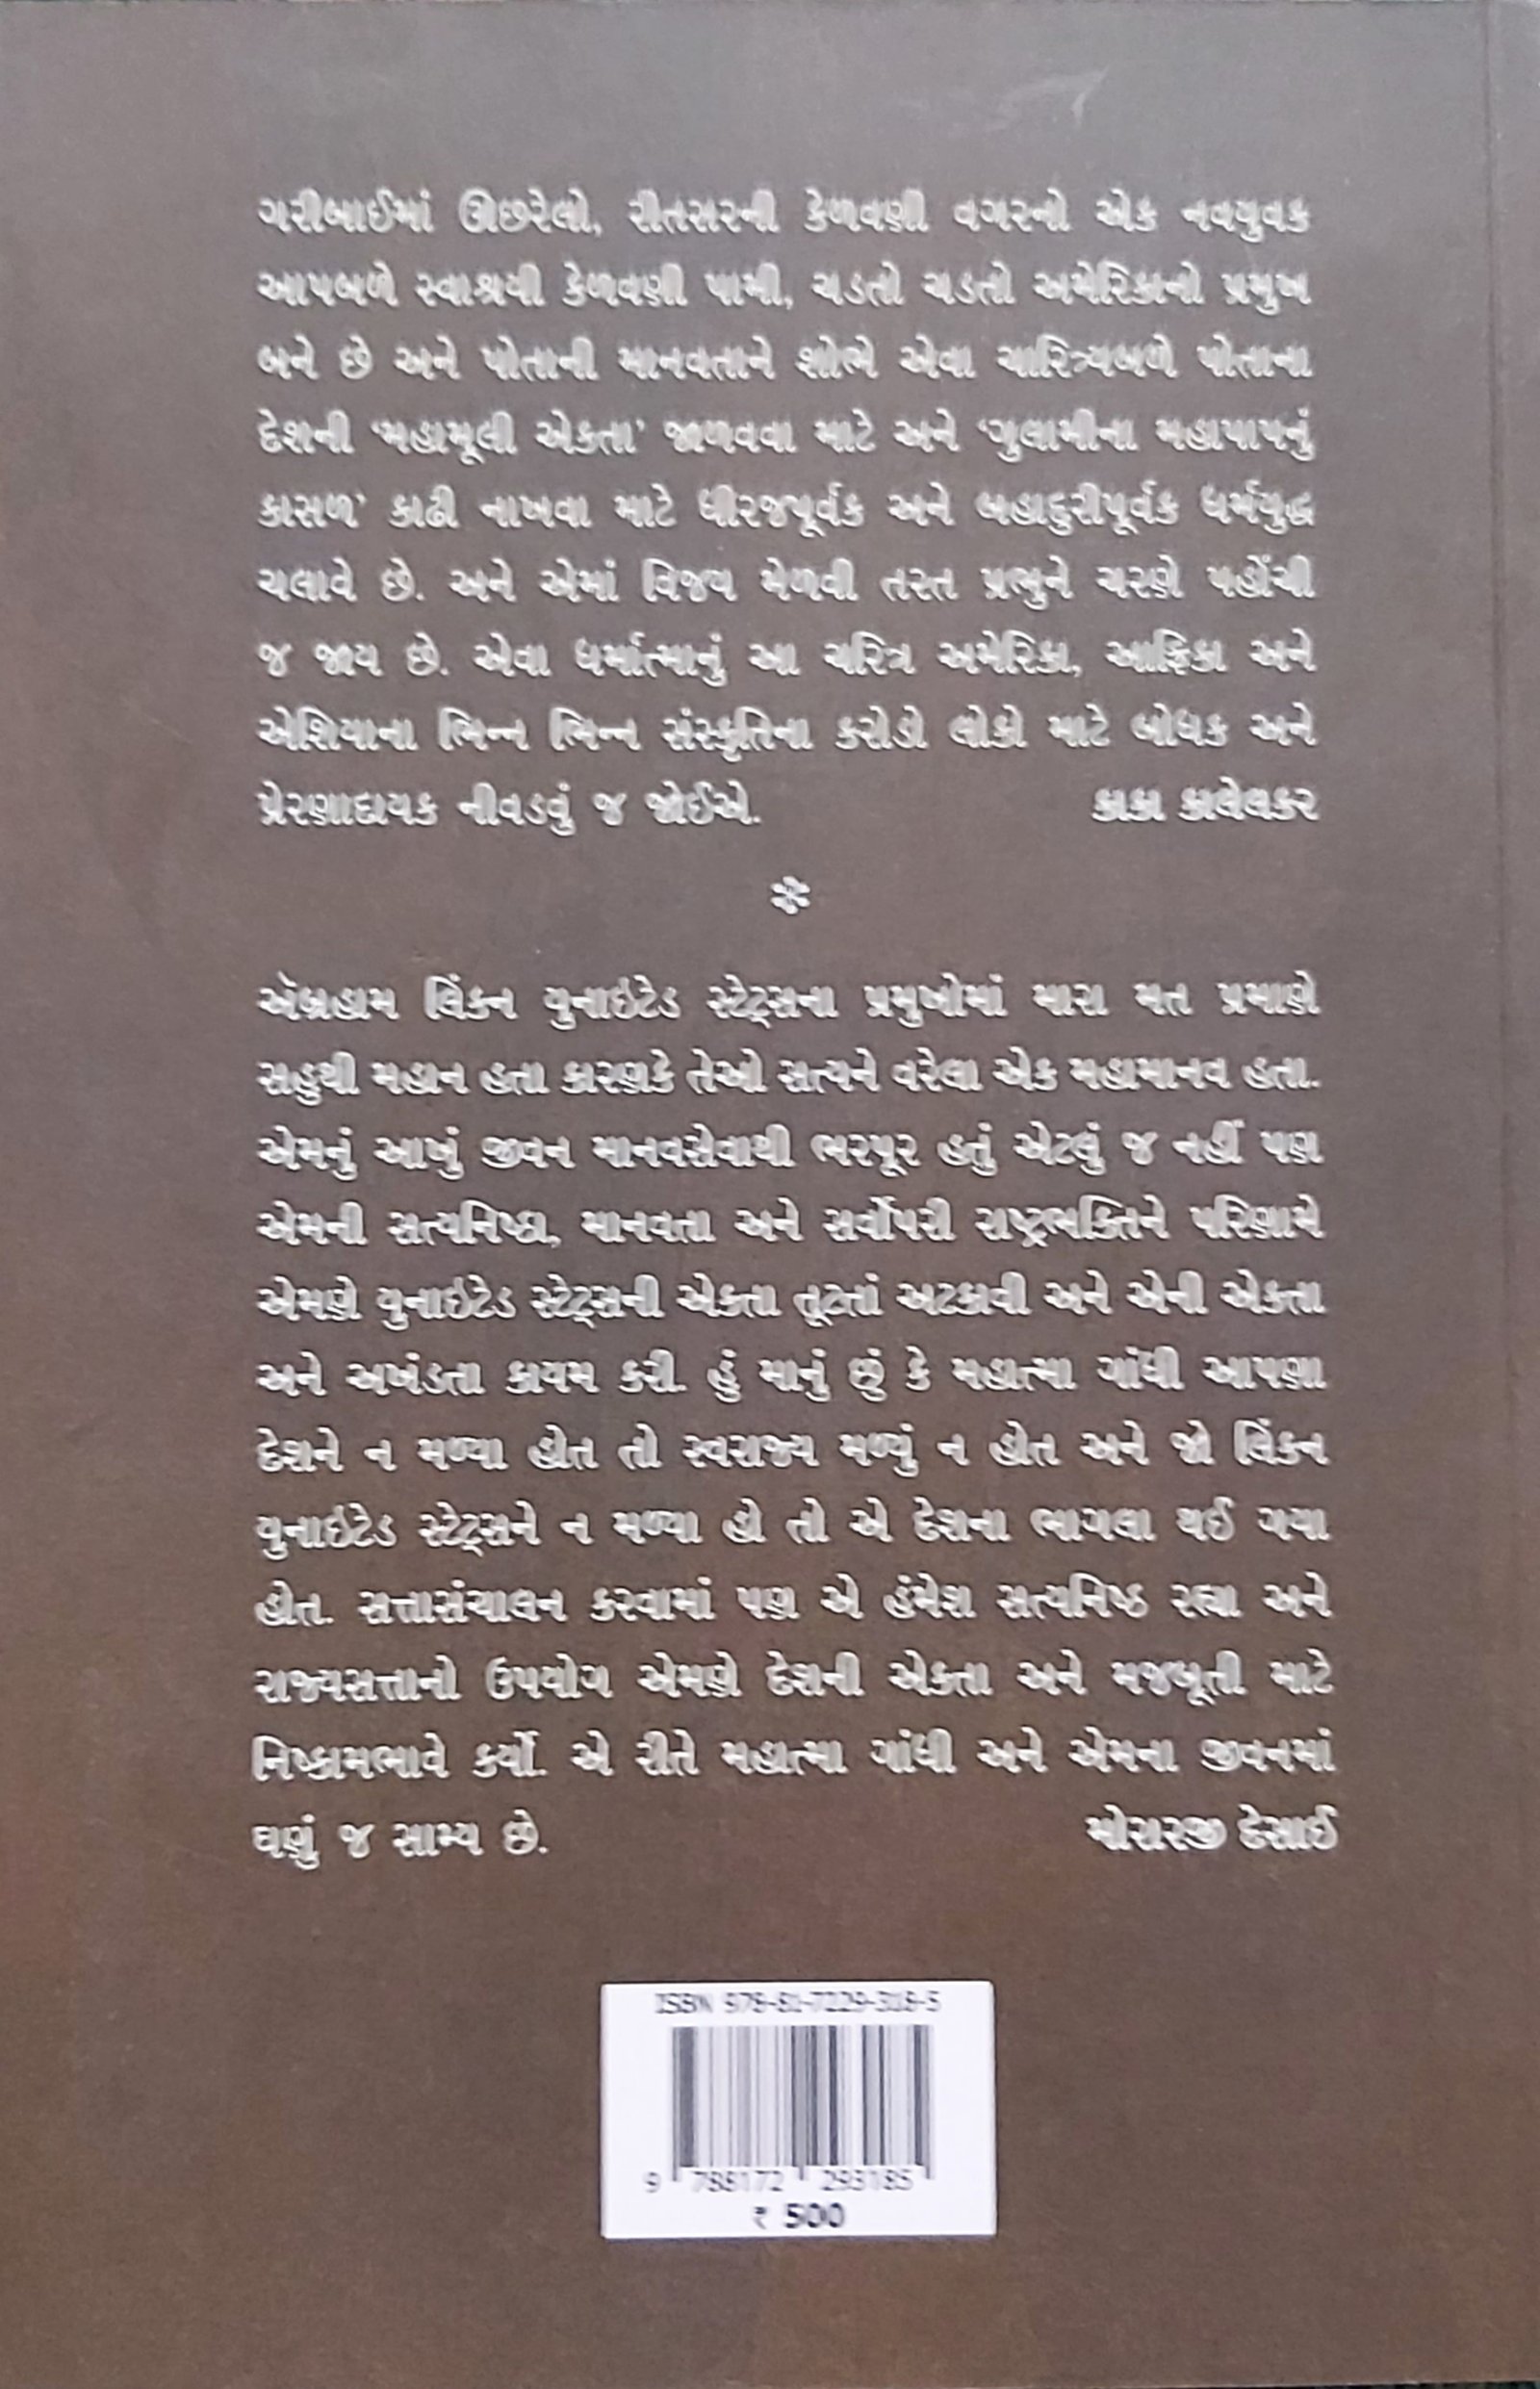 ગરીબાઈમાં ઊછરેલો, રીતસરની કેળવણી વગરનો એક નવયુવક
આપબળે સ્વાશ્રયી કેળવણી પામી, ચડતો ચડતો અમેરિકાનો પ્રમુખ
બને છે અને પોતાની માનવતાને શોભે એવા ચારિત્ર્યબળે પોતાના
દેશની ‘મહામૂલી એકતા’ જાળવવા માટે અને ‘ગુલામીના મહાપાપનું
કાસળ’ કાઢી નાખવા માટે ધીરજપૂર્વક અને બહાદુરીપૂર્વક ધર્મયુદ્ધ
ચલાવે છે. અને એમાં વિજય મેળવી તરત પ્રભુને ચરણે પહોંચી
જ જાય છે. એવા ધર્માત્માનું આ ચરિત્ર અમેરિકા, આફ્રિકા અને
એશિયાના ભિન્ન ભિન્ન સંસ્કૃતિના કરોડો લોકો માટે બોધક અને
પ્રેરણાદાયક નીવડવું જ જોઈએ. કાકા કાલેલકર
ઍબ્રહામ લિંકન યુનાઇટેડ સ્ટેટ્સના પ્રમુખોમાં મારા મત પ્રમાણે
સહુથી મહાન હતા કારણકે તેઓ સત્યને વરેલા એક મહામાનવ હતા.
એમનું આખું જીવન માનવસેવાથી ભરપૂર હતું એટલું જ નહીં પણ
એમની સત્યનિષ્ઠા, માનવતા અને સર્વોપરી રાષ્ટ્રભક્તિને પરિણામે
એમણે યુનાઇટેડ સ્ટેટ્સની એકતા તૂટતાં અટકાવી અને એની એકતા
અને અખંડતા કાયમ કરી. હું માનું છું કે મહાત્મા ગાંધી આપણા
દેશને ન મળ્યા હોત તો સ્વરાજ્ય મળ્યું ન હોત અને જો લિંકન
યુનાઇટેડ સ્ટેટ્સને ન મળ્યા હો તો એ દેશના ભાગલા થઈ ગયા
હોત. સત્તાસંચાલન કરવામાં પણ એ હંમેશ સત્યનિષ્ઠ રહ્યા અને
રાજ્યસત્તાનો ઉપયોગ એમણે દેશની એકતા અને મજબૂતી માટે
નિષ્કામભાવે કર્યો. એ રીતે મહાત્મા ગાંધી અને એમના જીવનમાં
ઘણું જ સામ્ય છે. મોરારજી દેસાઈ
ISBN 978-81-7229-318-5
9 788172 293185
₹ 500